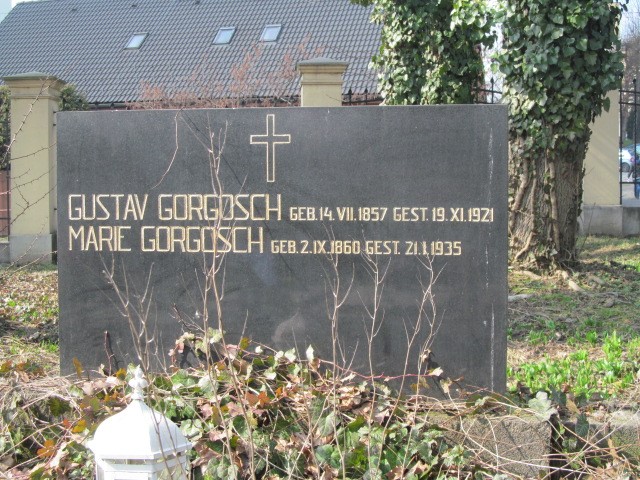 GUSTAV GORGOSCH GEB. 14. VII. 1857 GEST. 19. XI. 1921
MARIE GORGOSCH GEB. 2. IX. 1860 GEST. 21. I. 1935